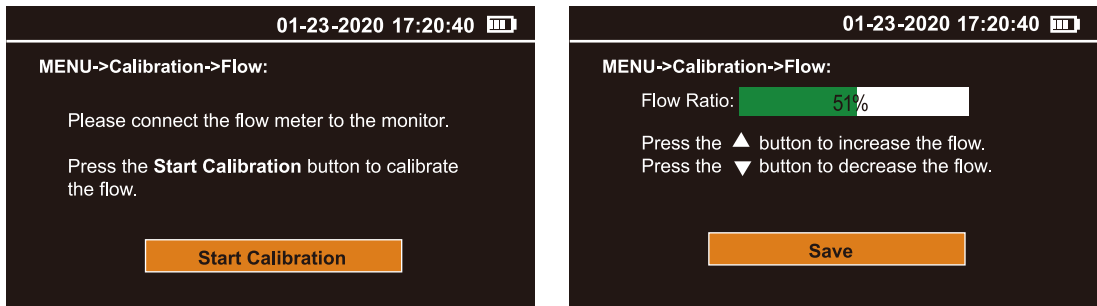 01-23-2020 17:20:40
MENU->Calibration->Flow:
Please connect the flow meter to the monitor.
Press the Start Calibration button to calibrate
the flow.
Start Calibration
01-23-2020 17:20:40
MENU->Calibration->Flow:
Flow Ratio: 51%
Press the ▲ button to increase the flow.
Press the ▼ button to decrease the flow.
Save